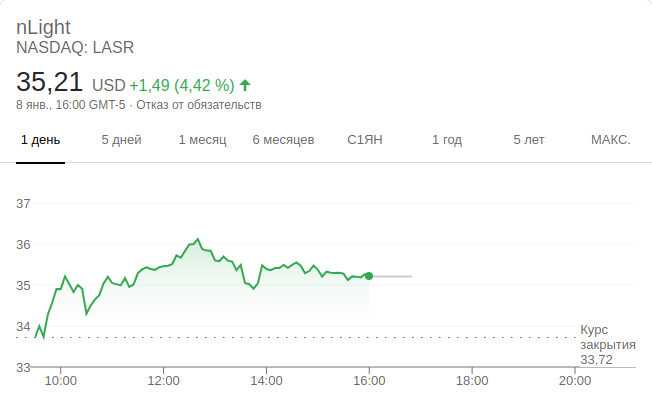 nLight
NASDAQ: LASR
35,21 USD +1,49 (4,42 %)
8 янв., 16:00 GMT-5 · Отказ от обязательств
1 день 5 дней 1 месяц 6 месяцев С1ЯН 1 год 5 лет МАКС.
37
36
35
34
Курс
закрытия
33,72
33
10:00 12:00 14:00 16:00 18:00 20:00